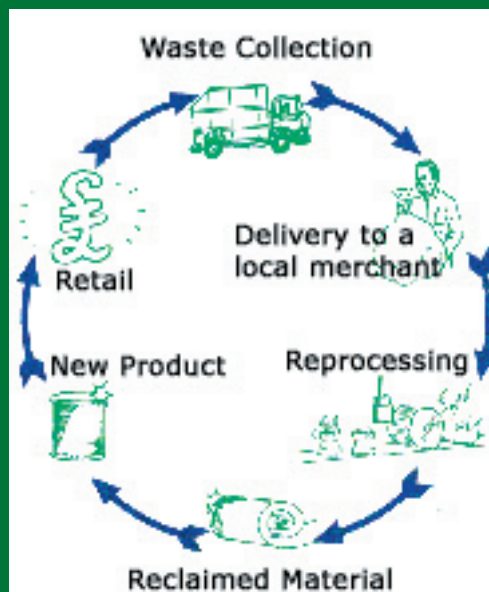 Waste Collection
Delivery to a
local merchant
Retail
New Product
Reprocessing
Reclaimed Material